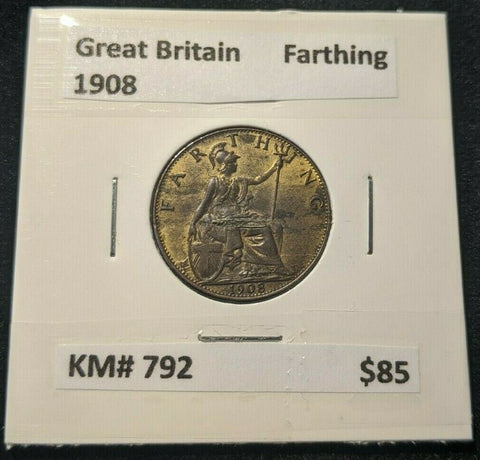 Great Britain Farthing
1908
FARTHING
1908
KM# 792 $85